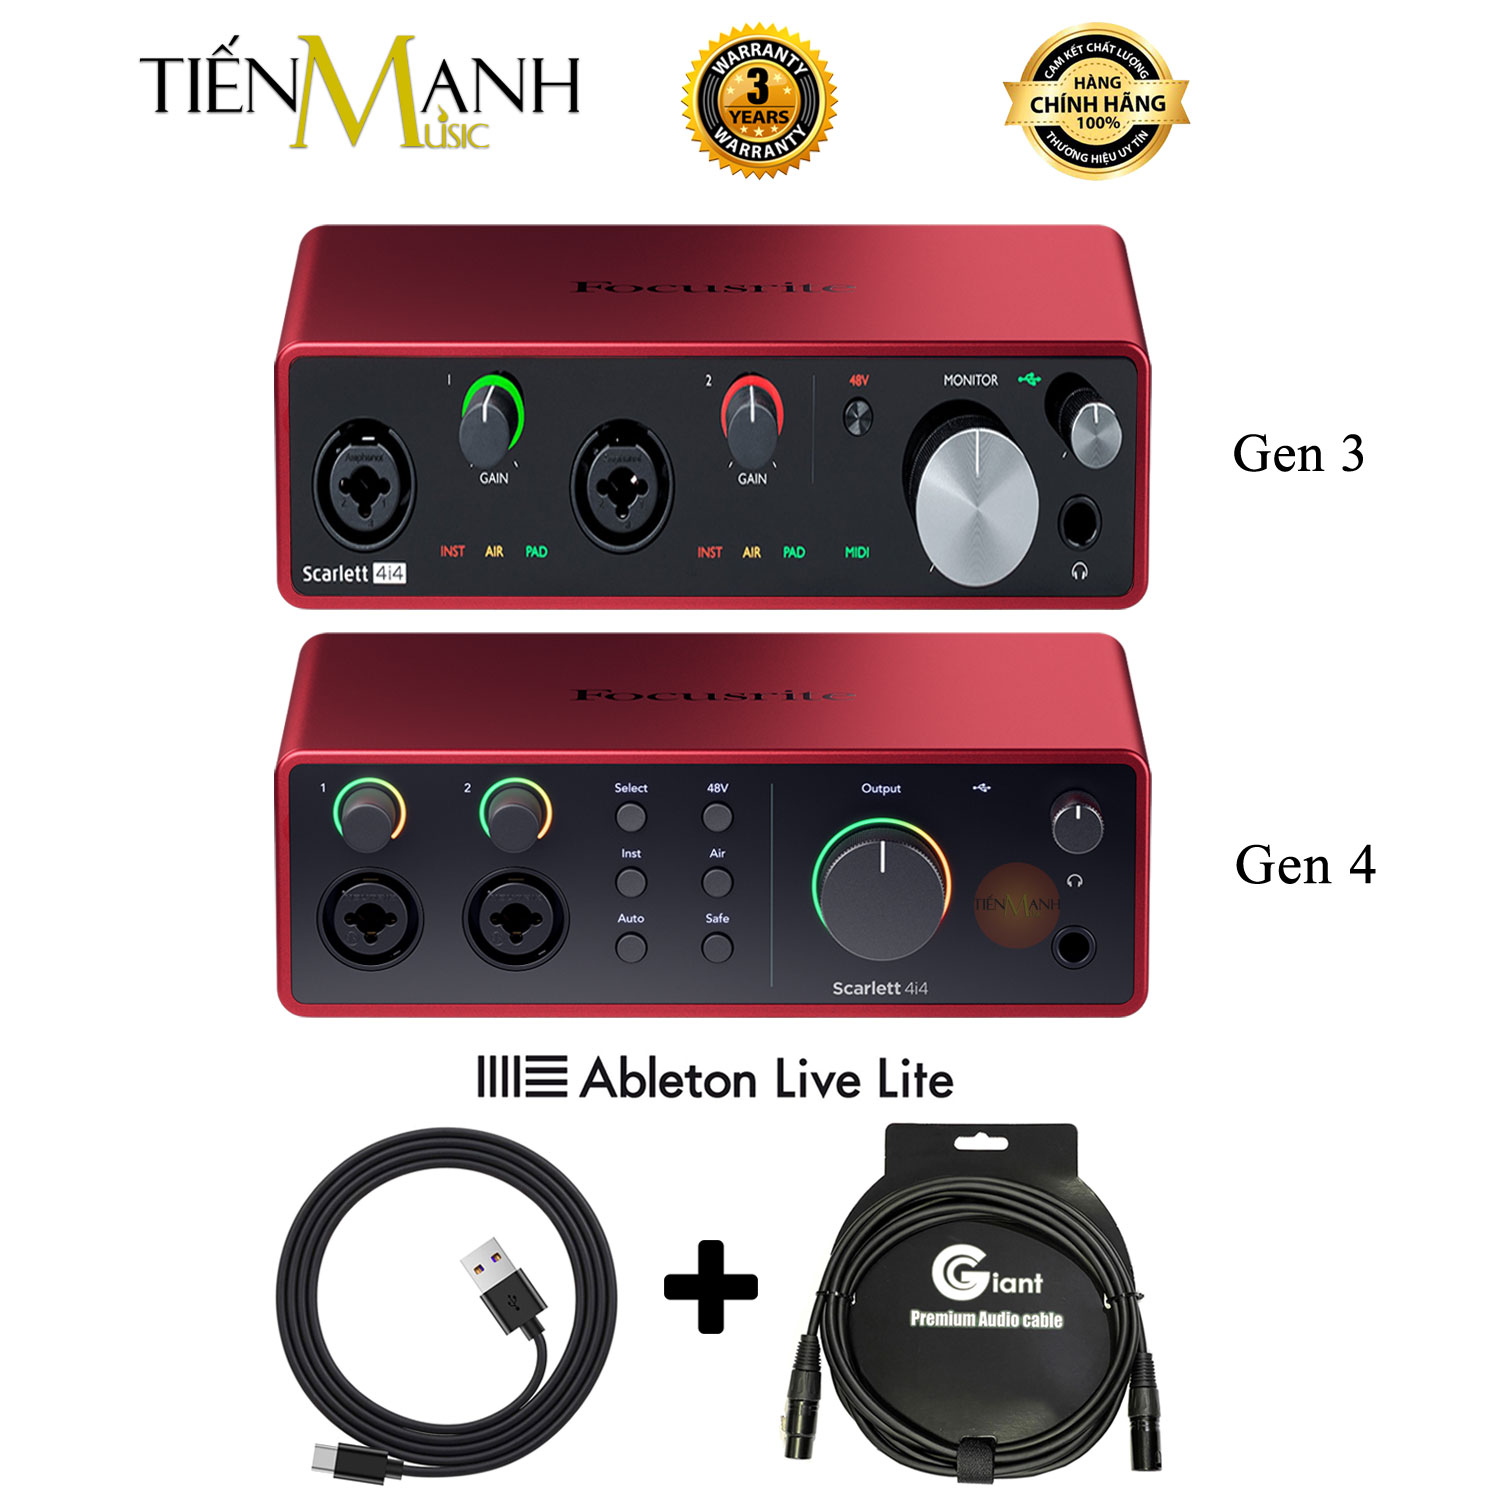 TIẾN MANH
Music
WARRANTY
3
YEARS
WARRANTY
CAM KẾT CHẤT LƯỢNG
HÀNG
CHÍNH HÃNG
100%
THƯƠNG HIỆU UY TÍN
Focusrite
1
2
48V
MONITOR
GAIN
GAIN
INST AIR PAD
INST AIR PAD
MIDI
Scarlett 4i4
Gen 3
Focusrite
1
2
Select
48V
Output
Inst
Air
Auto
Safe
TIẾN MANH
Scarlett 4i4
Gen 4
Ableton Live Lite
Giant
Premium Audio cable